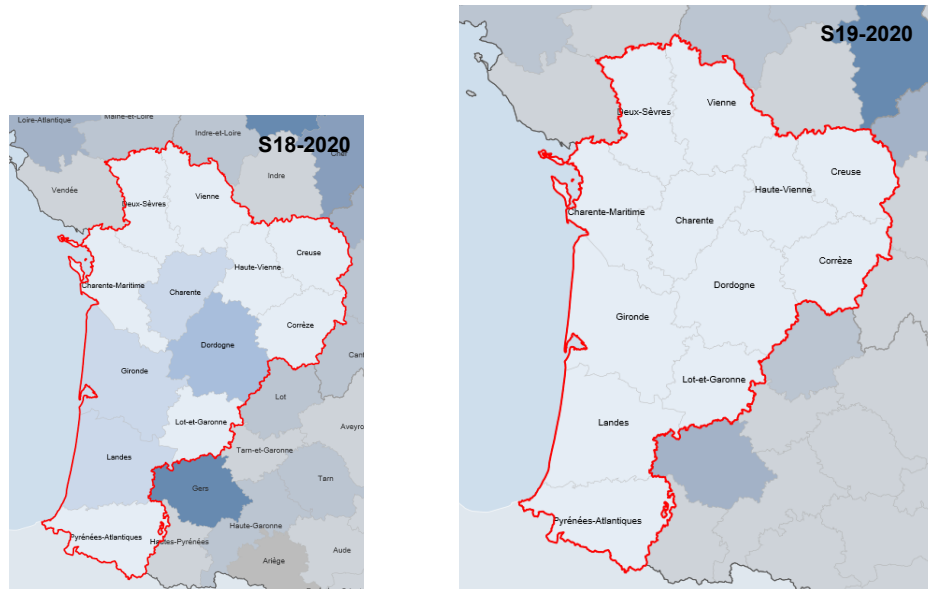 Loire-Atlantique
Maine-et-Loire
Indre-et-Loire
S18-2020
Cher
Vendée
Indre
Deux-Sèvres
Vienne
Creuse
Haute-Vienne
Charente-Maritime
Charente
Corrèze
Dordogne
Gironde
Lot
Lot-et-Garonne
Landes
Tarn-et-Garonne
Tarn
Gers
Haute-Garonne
Pyrénées-Atlantiques
Hautes-Pyrénées
Aude
Ariège
S19-2020
Vienne
Deux-Sèvres
Creuse
Haute-Vienne
Charente-Maritime
Charente
Corrèze
Dordogne
Gironde
Lot-et-Garonne
Landes
Pyrénées-Atlantiques